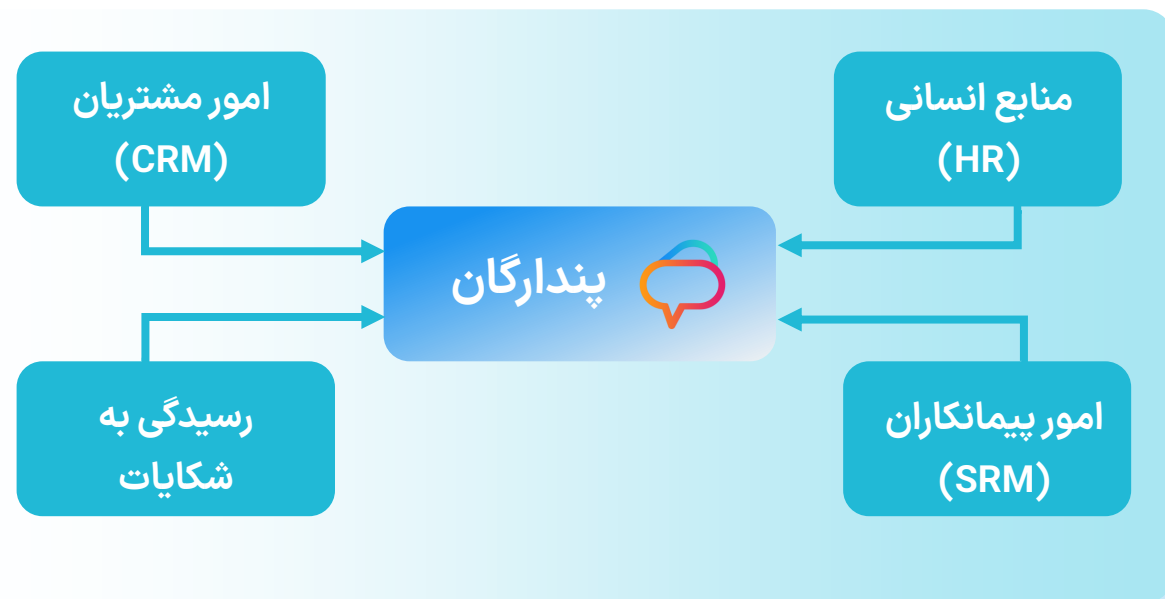 منابع انسانی
(HR)
امور مشتریان
(CRM)
پندارگان
امور پیمانکاران
(SRM)
رسیدگی به
شکایات